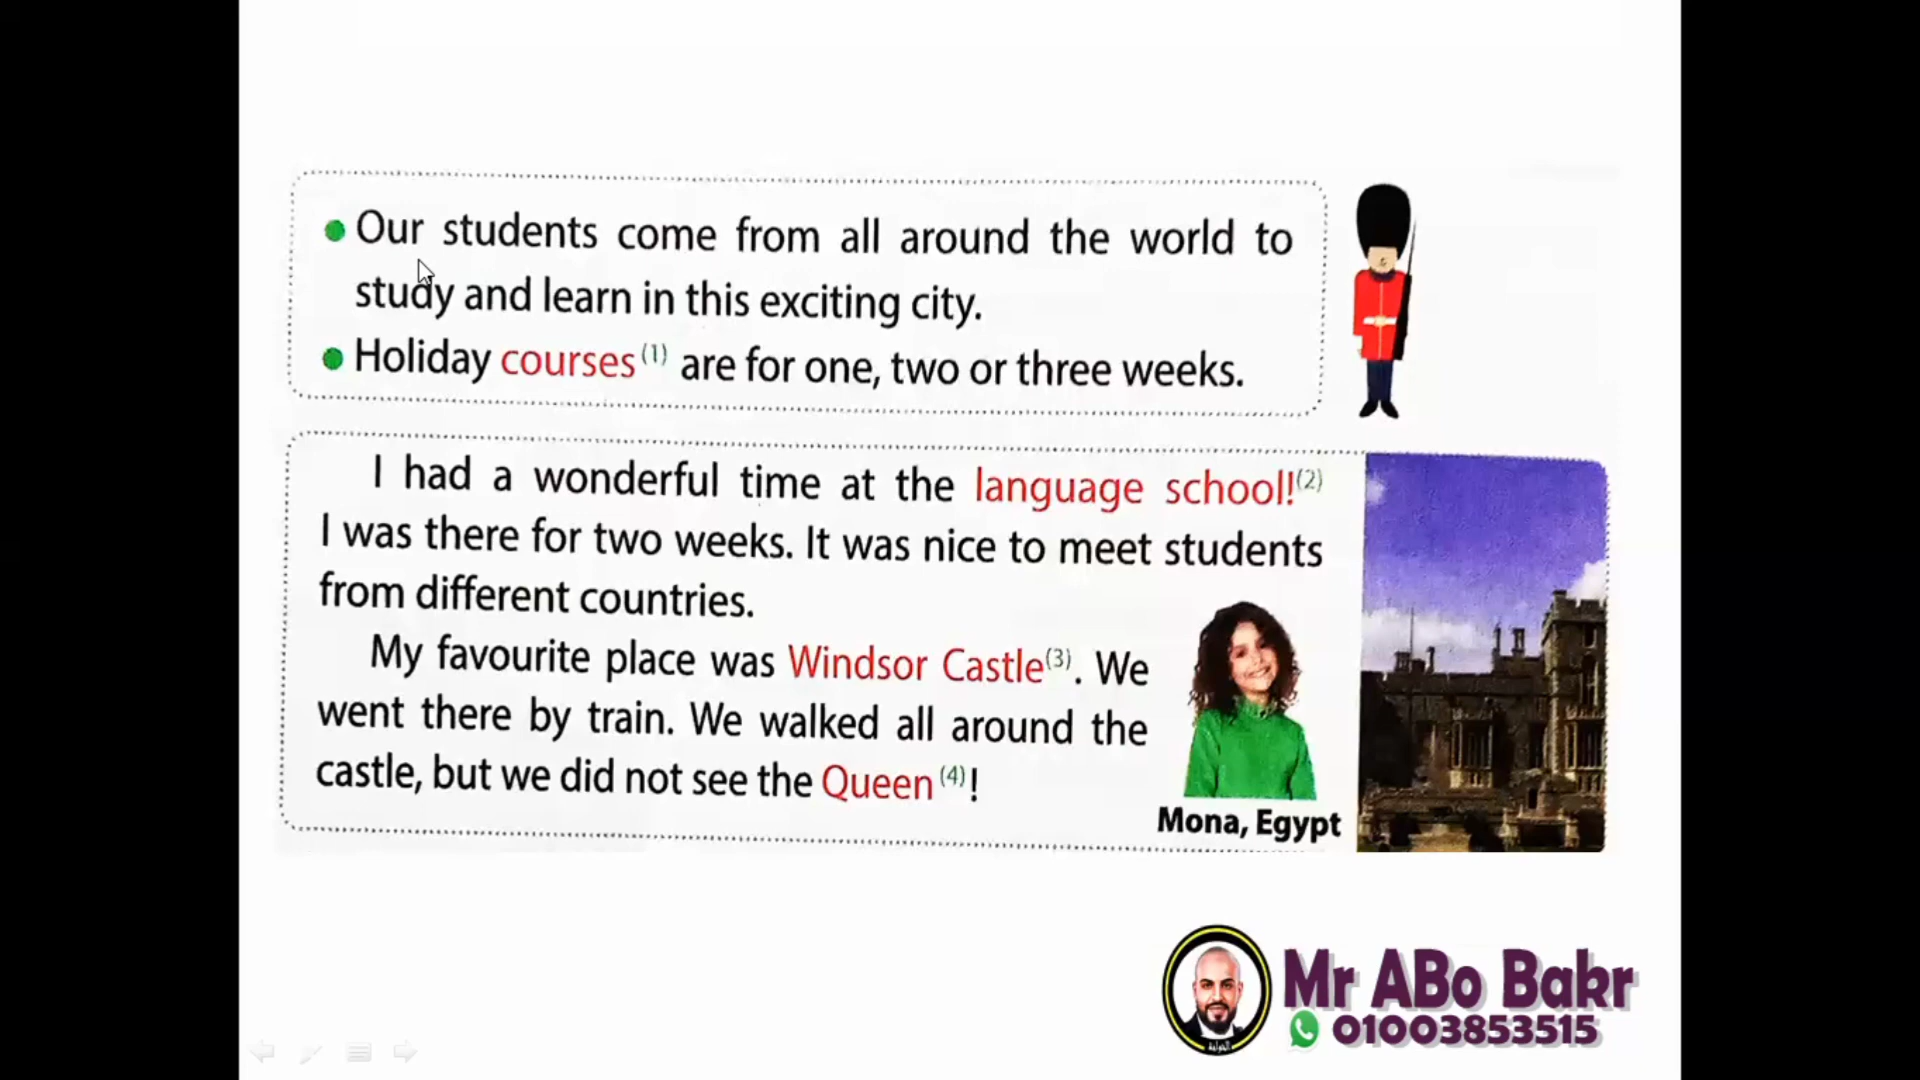 Our students come from all around the world to
study and learn in this exciting city.
Holiday courses(1) are for one, two or three weeks.
I had a wonderful time at the language school!(2)
I was there for two weeks. It was nice to meet students
from different countries.
My favourite place was Windsor Castle(3). We
went there by train. We walked all around the
castle, but we did not see the Queen(4)!
Mona, Egypt
Mr ABo Bakr
01003853515